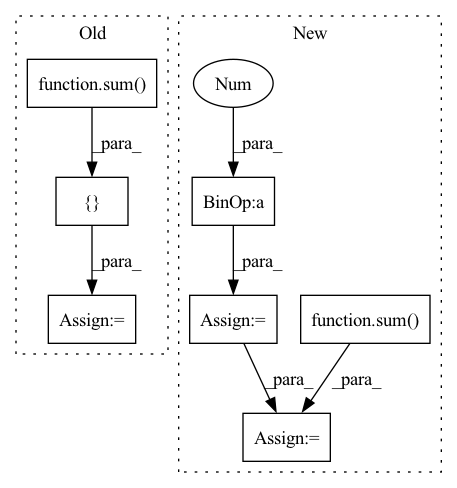 Old
New
function.sum()
Num
_para_
_para_
{}
BinOp:a
_para_
_para_
Assign:=
Assign:=
function.sum()
_para_
_para_
Assign:=